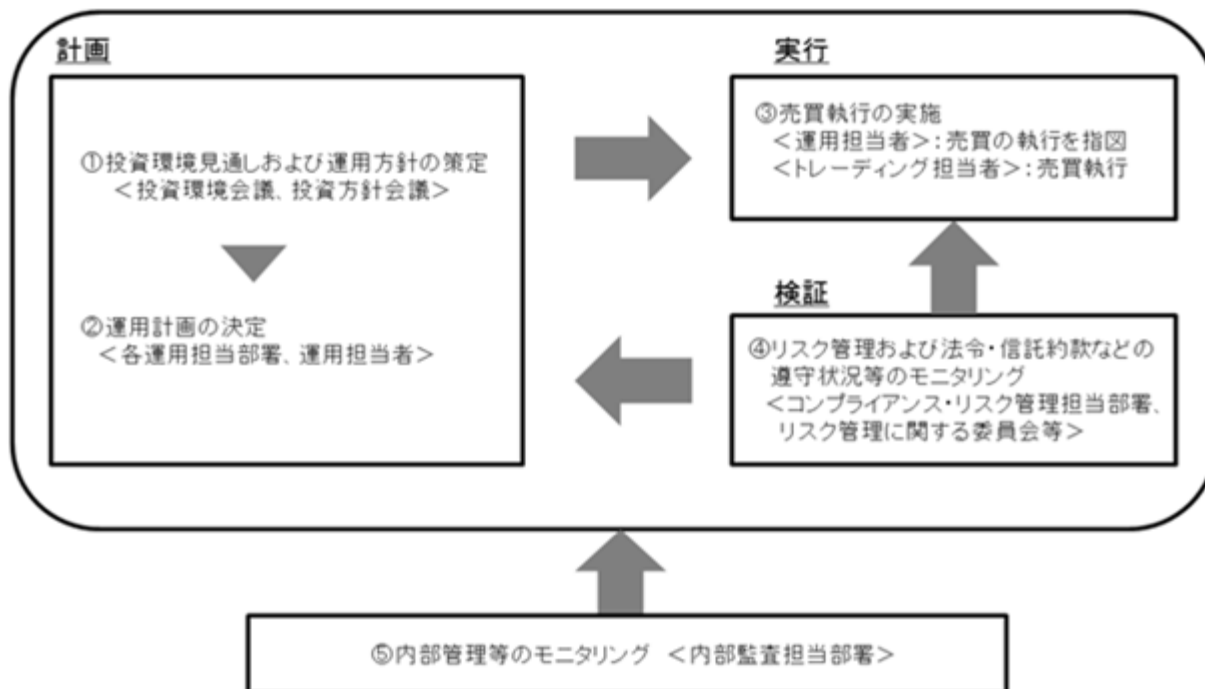 計画
①投資環境見通しおよび運用方針の策定
＜投資環境会議、投資方針会議＞
②運用計画の決定
＜各運用担当部署、運用担当者＞
実行
③売買執行の実施
＜運用担当者＞：売買の執行を指図
＜トレーディング担当者＞：売買執行
検証
④リスク管理および法令・信託約款などの
遵守状況等のモニタリング
＜コンプライアンス・リスク管理担当部署、
リスク管理に関する委員会等＞
⑤内部管理等のモニタリング ＜内部監査担当部署＞